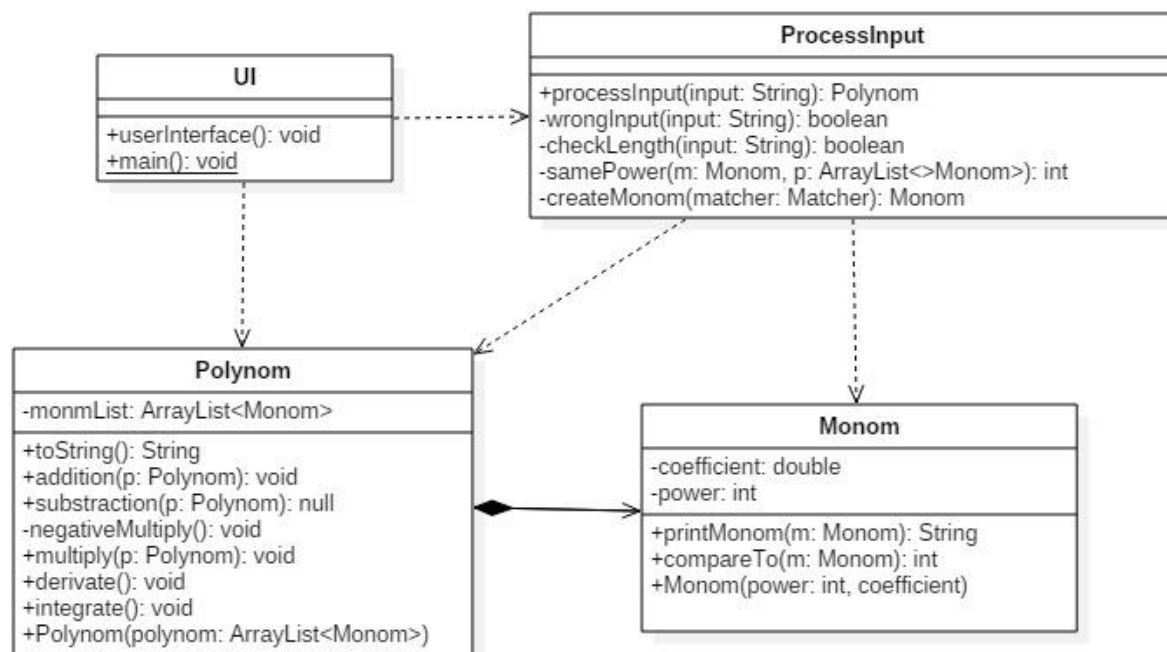 UI
+userInterface(): void
+main(): void
ProcessInput
+processInput(input: String): Polynom
-wrongInput(input: String): boolean
-checkLength(input: String): boolean
-samePower(m: Monom, p: ArrayList<>Monom>): int
-createMonom(matcher: Matcher): Monom
Polynom
-monmList: ArrayList<Monom>
+toString(): String
+addition(p: Polynom): void
+substraction(p: Polynom): null
-negativeMultiply(): void
+multiply(p: Polynom): void
+derivate(): void
+integrate(): void
+Polynom(polynom: ArrayList<Monom>)
Monom
-coefficient: double
-power: int
+printMonom(m: Monom): String
+compareTo(m: Monom): int
+Monom(power: int, coefficient)